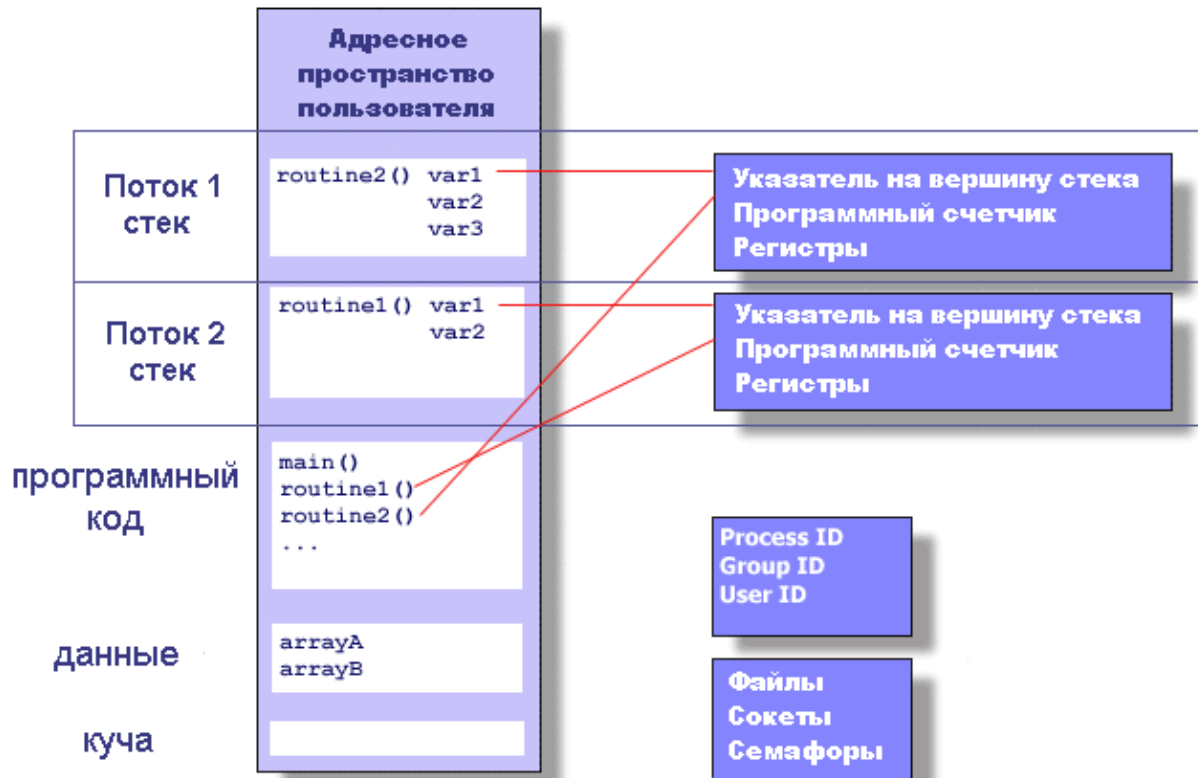 Адресное
пространство
пользователя
Поток 1
стек
routine2() var1
var2
var3
Указатель на вершину стека
Программный счетчик
Регистры
Поток 2
стек
routine1() var1
var2
Указатель на вершину стека
Программный счетчик
Регистры
программный
код
main()
routine1()
routine2()
...
Process ID
Group ID
User ID
данные
arrayA
arrayB
Файлы
Сокеты
Семафоры
куча